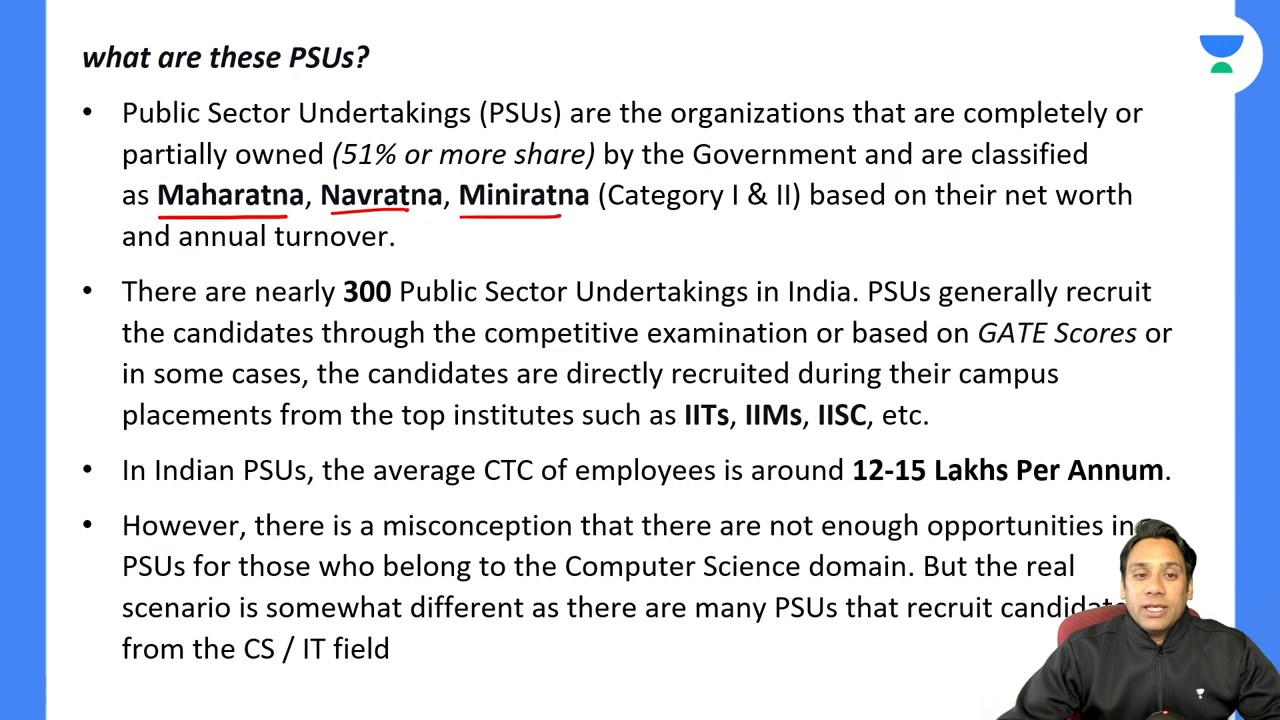 what are these PSUs?
• Public Sector Undertakings (PSUs) are the organizations that are completely or
partially owned (51% or more share) by the Government and are classified
as Maharatna, Navratna, Miniratna (Category I & II) based on their net worth
and annual turnover.
• There are nearly 300 Public Sector Undertakings in India. PSUs generally recruit
the candidates through the competitive examination or based on GATE Scores or
in some cases, the candidates are directly recruited during their campus
placements from the top institutes such as IITs, IIMs, IISC, etc.
• In Indian PSUs, the average CTC of employees is around 12-15 Lakhs Per Annum.
• However, there is a misconception that there are not enough opportunities in
PSUs for those who belong to the Computer Science domain. But the real
scenario is somewhat different as there are many PSUs that recruit
from the CS / IT field